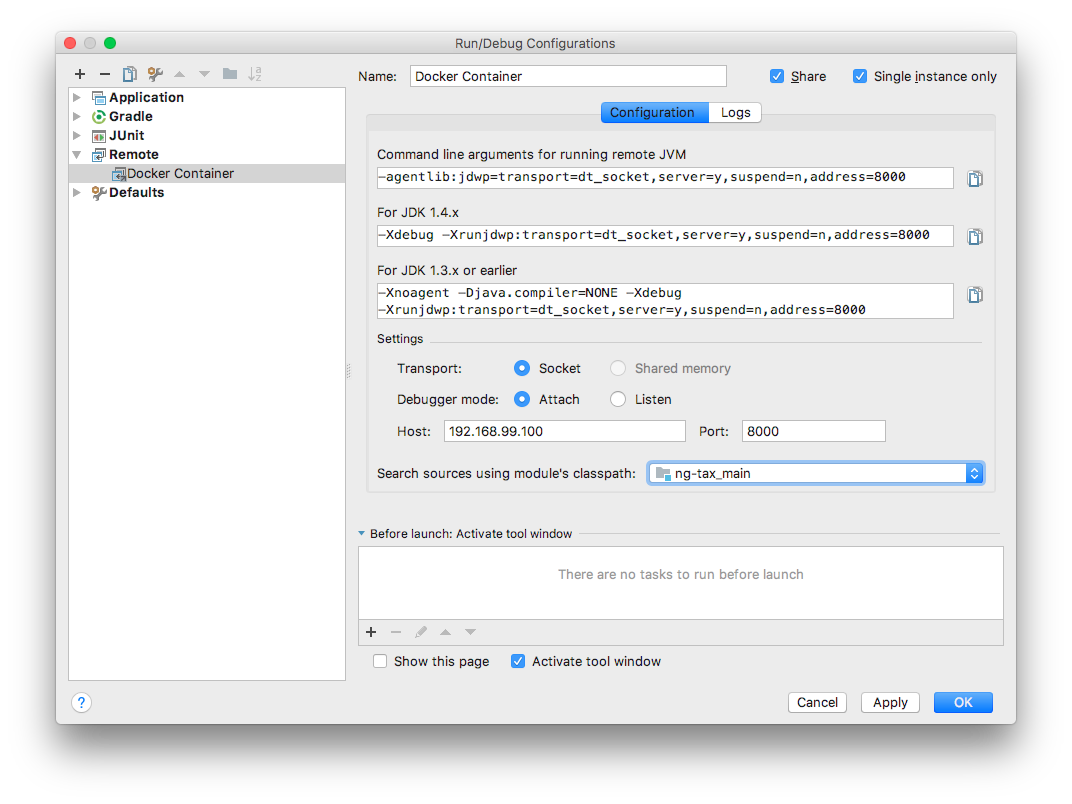 Run/Debug Configurations
Name: Docker Container
Share
Single instance only
Application
Gradle
JUnit
Remote
Docker Container
Defaults
Configuration
Logs
Command line arguments for running remote JVM
-agentlib:jdwp=transport=dt_socket,server=y,suspend=n,address=8000
For JDK 1.4.x
-Xdebug -Xrunjdwp:transport=dt_socket,server=y,suspend=n,address=8000
For JDK 1.3.x or earlier
-Xnoagent -Djava.compiler=NONE -Xdebug
-Xrunjdwp:transport=dt_socket,server=y,suspend=n,address=8000
Settings
Transport: Socket Shared memory
Debugger mode: Attach Listen
Host: 192.168.99.100 Port: 8000
Search sources using module's classpath: ng-tax_main
Before launch: Activate tool window
There are no tasks to run before launch
Show this page Activate tool window
? Cancel Apply OK